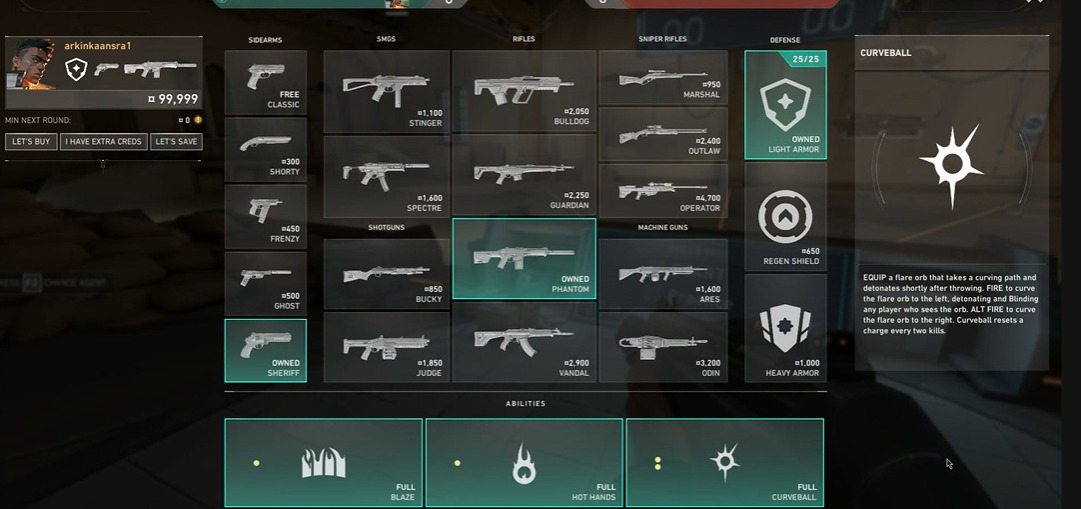 arkinkaansra1
¤ 99,999
MIN NEXT ROUND: ¤ 0
LET'S BUY
I HAVE EXTRA CREDS
LET'S SAVE
F2 CHANGE AGENT
SIDEARMS
FREE
CLASSIC
¤300
SHORTY
¤450
FRENZY
¤500
GHOST
OWNED
SHERIFF
SMGS
¤1,100
STINGER
¤1,600
SPECTRE
SHOTGUNS
¤850
BUCKY
¤1,850
JUDGE
RIFLES
¤2,050
BULLDOG
¤2,250
GUARDIAN
OWNED
PHANTOM
¤2,900
VANDAL
SNIPER RIFLES
¤950
MARSHAL
¤2,400
OUTLAW
¤4,700
OPERATOR
MACHINE GUNS
¤1,600
ARES
¤3,200
ODIN
DEFENSE
25/25
OWNED
LIGHT ARMOR
¤650
REGEN SHIELD
¤1,000
HEAVY ARMOR
ABILITIES
FULL
BLAZE
FULL
HOT HANDS
FULL
CURVEBALL
CURVEBALL
EQUIP a flare orb that takes a curving path and
detonates shortly after throwing. FIRE to curve
the flare orb to the left, detonating and Blinding
any player who sees the orb. ALT FIRE to curve
the flare orb to the right. Curveball resets a
charge every two kills.